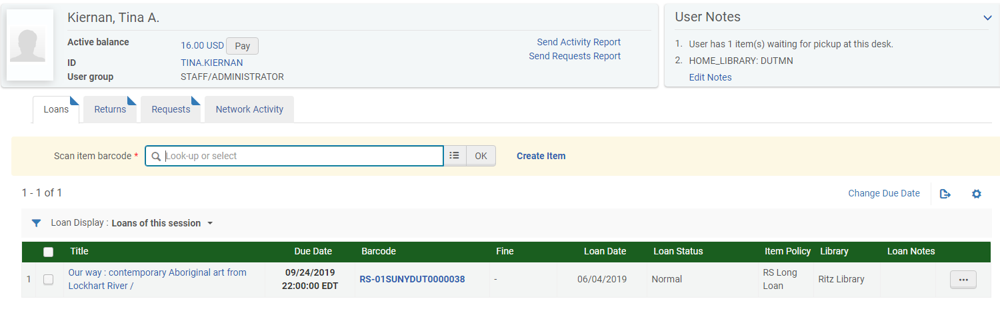 Kiernan, Tina A.
Active balance 16.00 USD Pay Send Activity Report
ID TINA.KIERNAN Send Requests Report
User group STAFF/ADMINISTRATOR
User Notes
1. User has 1 item(s) waiting for pickup at this desk.
2. HOME_LIBRARY: DUTMN
Edit Notes
Loans Returns Requests Network Activity
Scan item barcode * Look-up or select OK Create Item
1 - 1 of 1 Change Due Date
Loan Display : Loans of this session
Title Due Date Barcode Fine Loan Date Loan Status Item Policy Library Loan Notes
1 Our way : contemporary Aboriginal art from 09/24/2019 RS-01SUNYDUT0000038 - 06/04/2019 Normal RS Long Ritz Library ...
Lockhart River / 22:00:00 EDT Loan